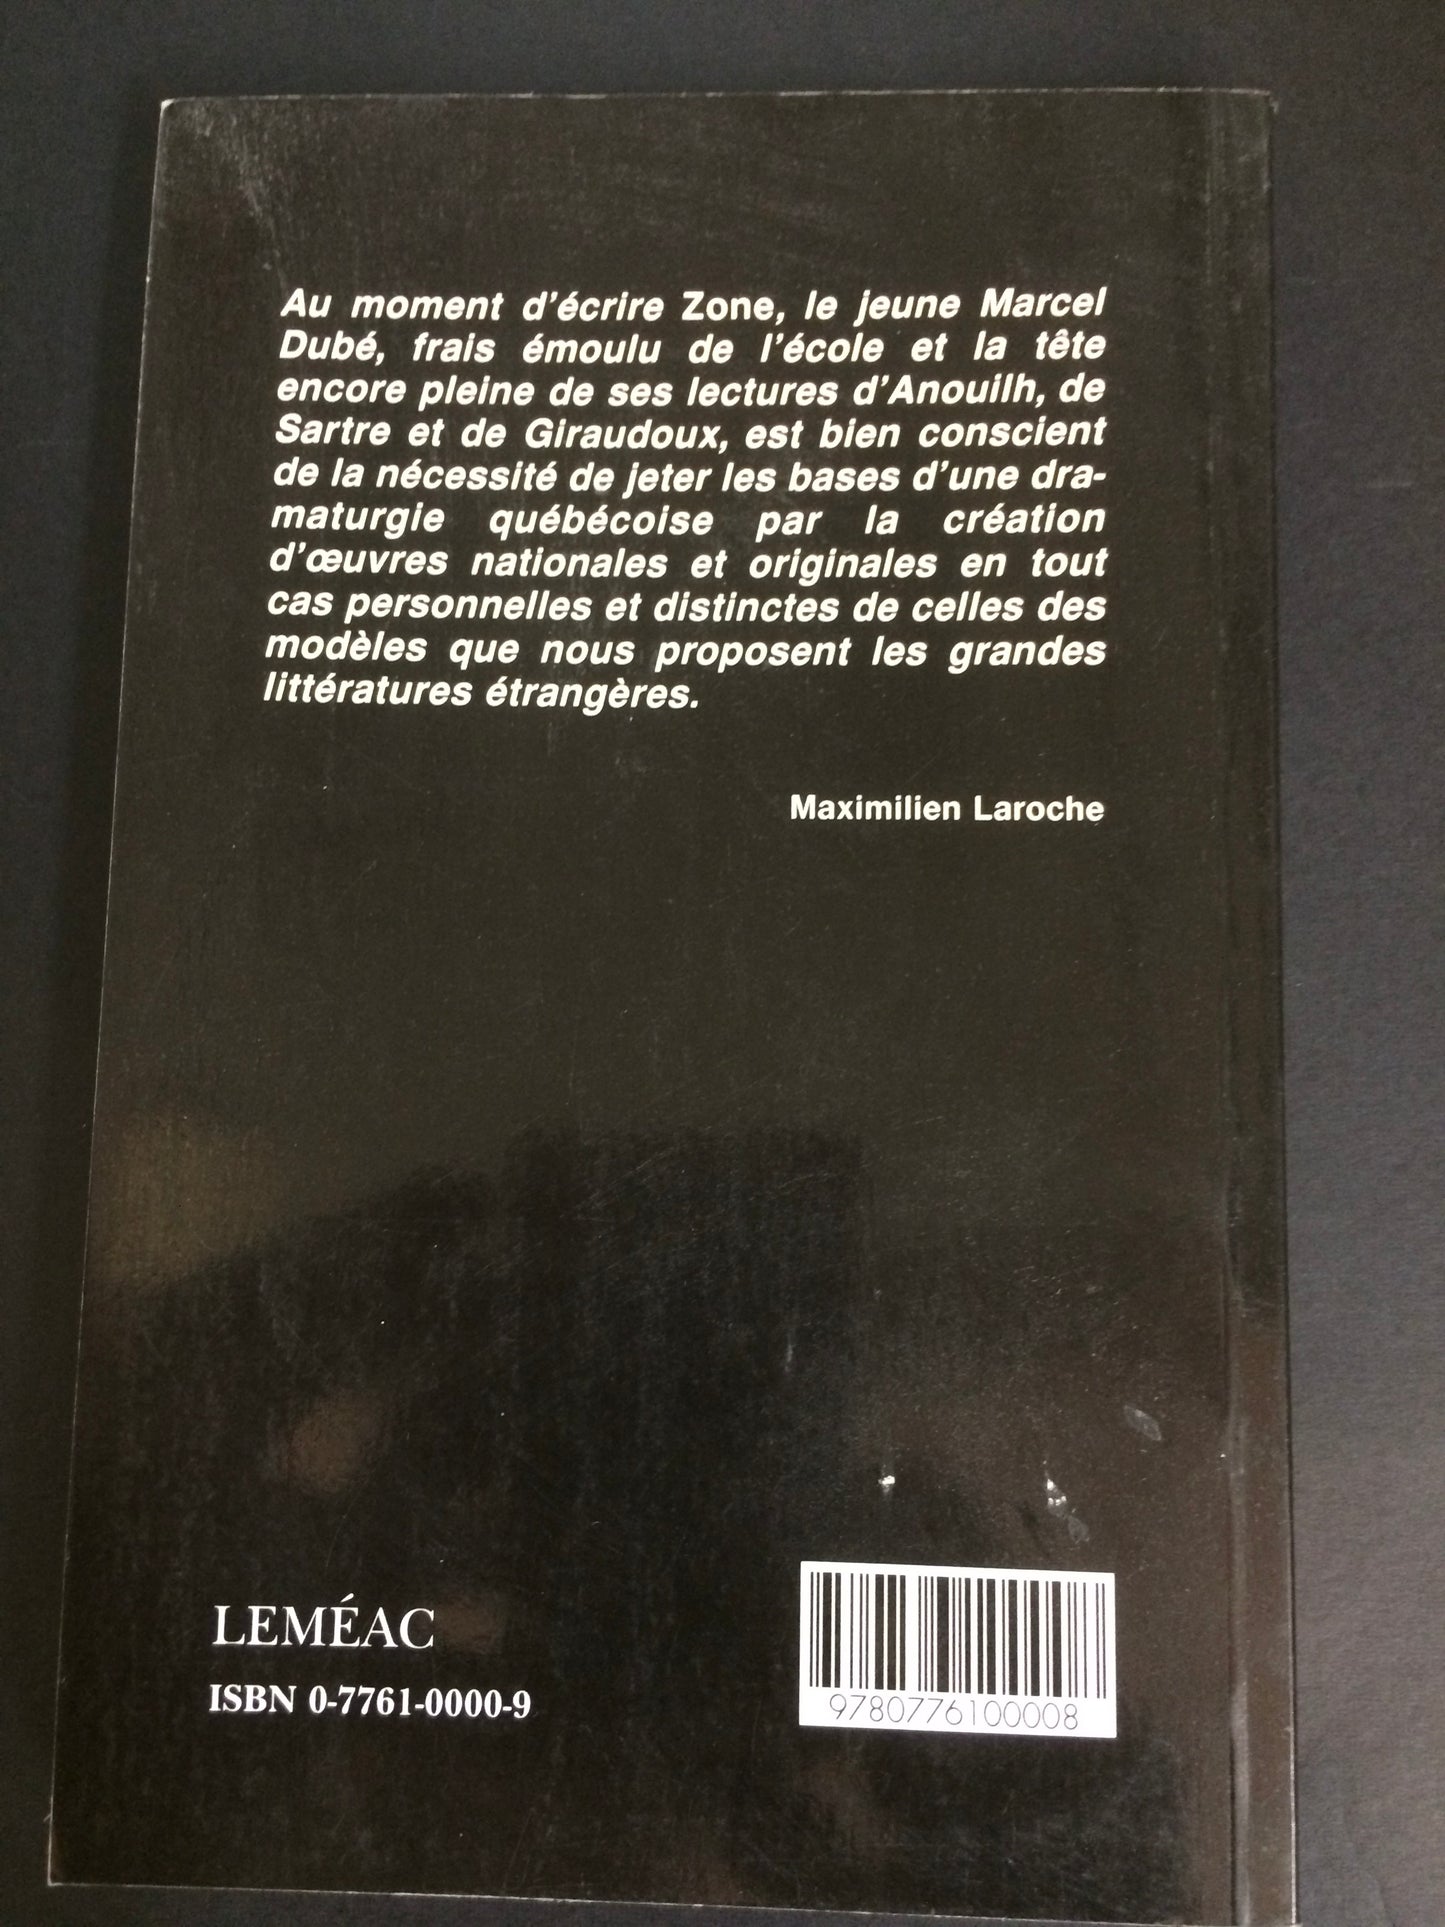 Au moment d'écrire Zone, le jeune Marcel
Dubé, frais émoulu de l'école et la tête
encore pleine de ses lectures d'Anouilh, de
Sartre et de Giraudoux, est bien conscient
de la nécessité de jeter les bases d'une dra-
maturgie québécoise par la création
d'œuvres nationales et originales en tout
cas personnelles et distinctes de celles des
modèles que nous proposent les grandes
littératures étrangères.
Maximilien Laroche
LEMÉAC
ISBN 0-7761-0000-9
9780776100008